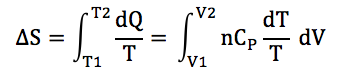 ΔS = ∫_{T1}^{T2} dQ/T = ∫_{V1}^{V2} nC_P dT/T dV